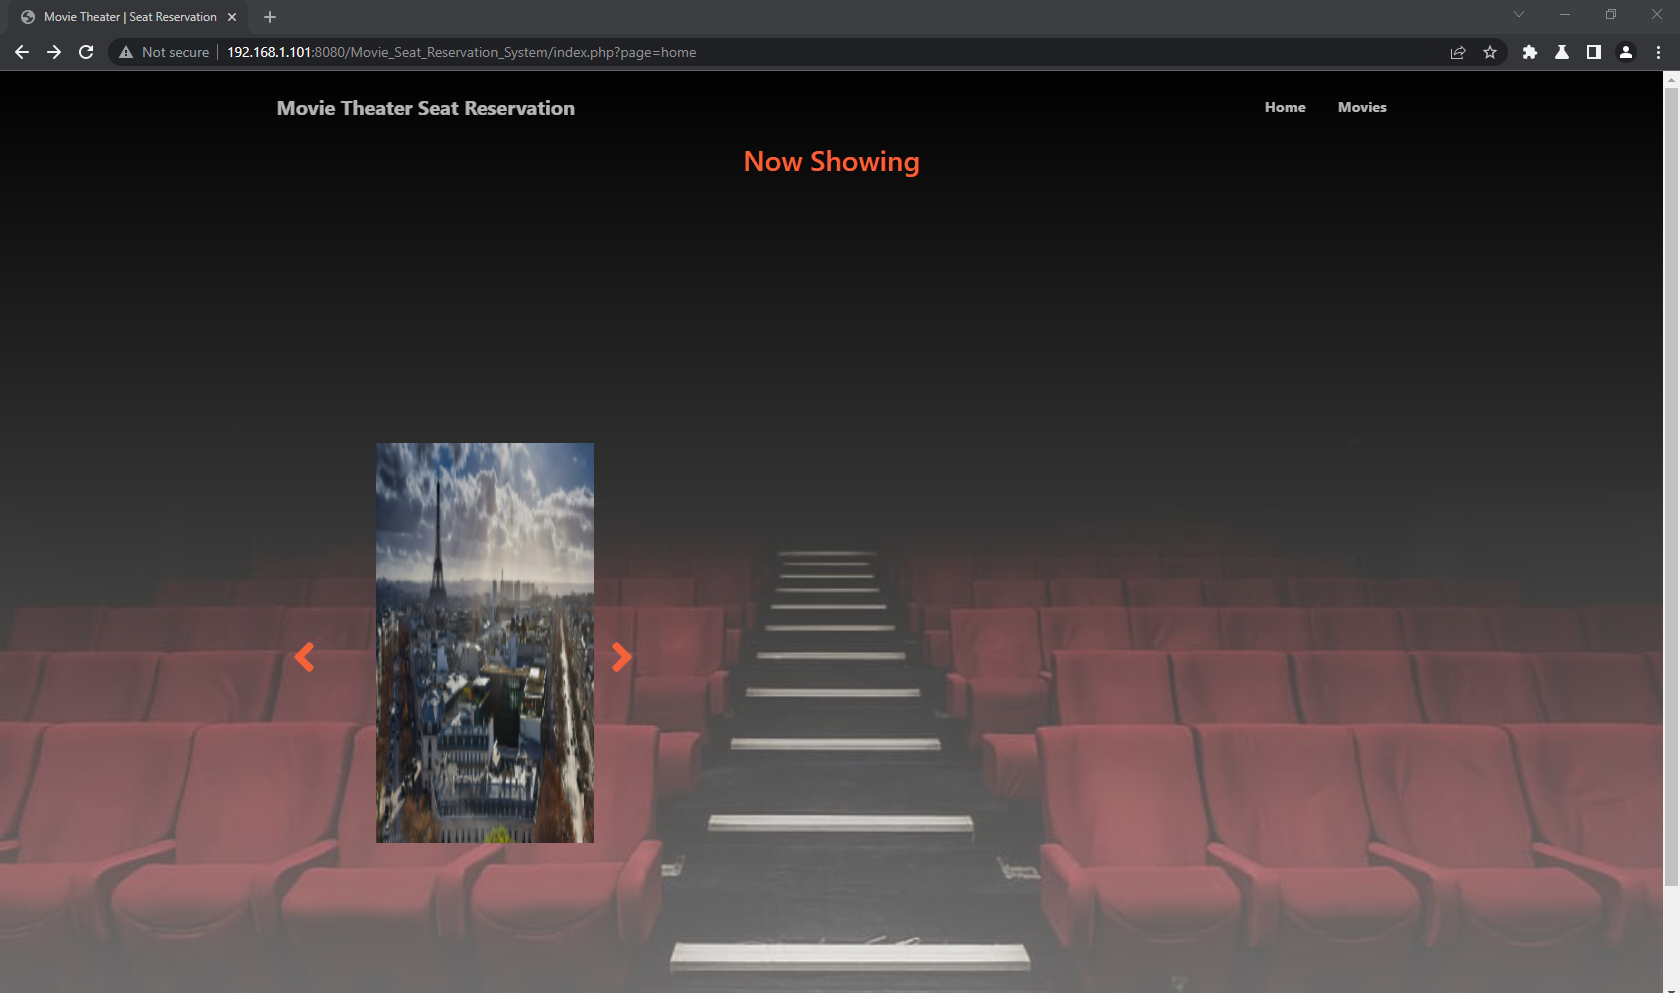 Movie Theater | Seat Reservation
Not secure
192.168.1.101:8080/Movie_Seat_Reservation_System/index.php?page=home
Movie Theater Seat Reservation
Home
Movies
Now Showing